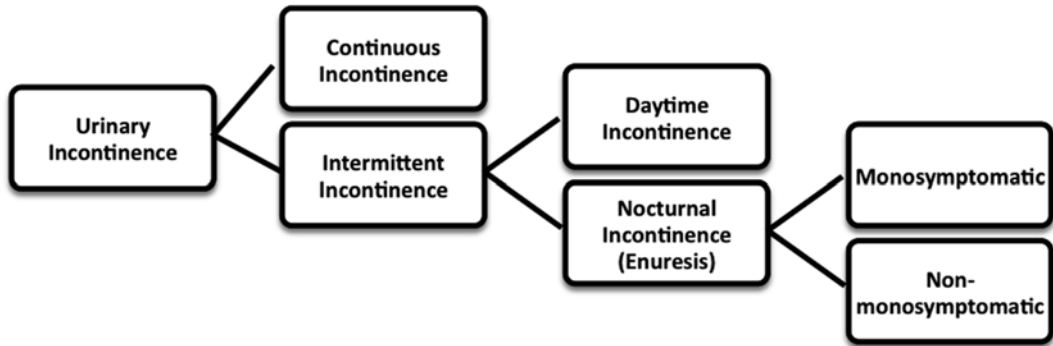 Urinary
Incontinence
Continuous
Incontinence
Intermittent
Incontinence
Daytime
Incontinence
Nocturnal
Incontinence
(Enuresis)
Monosymptomatic
Non-
monosymptomatic